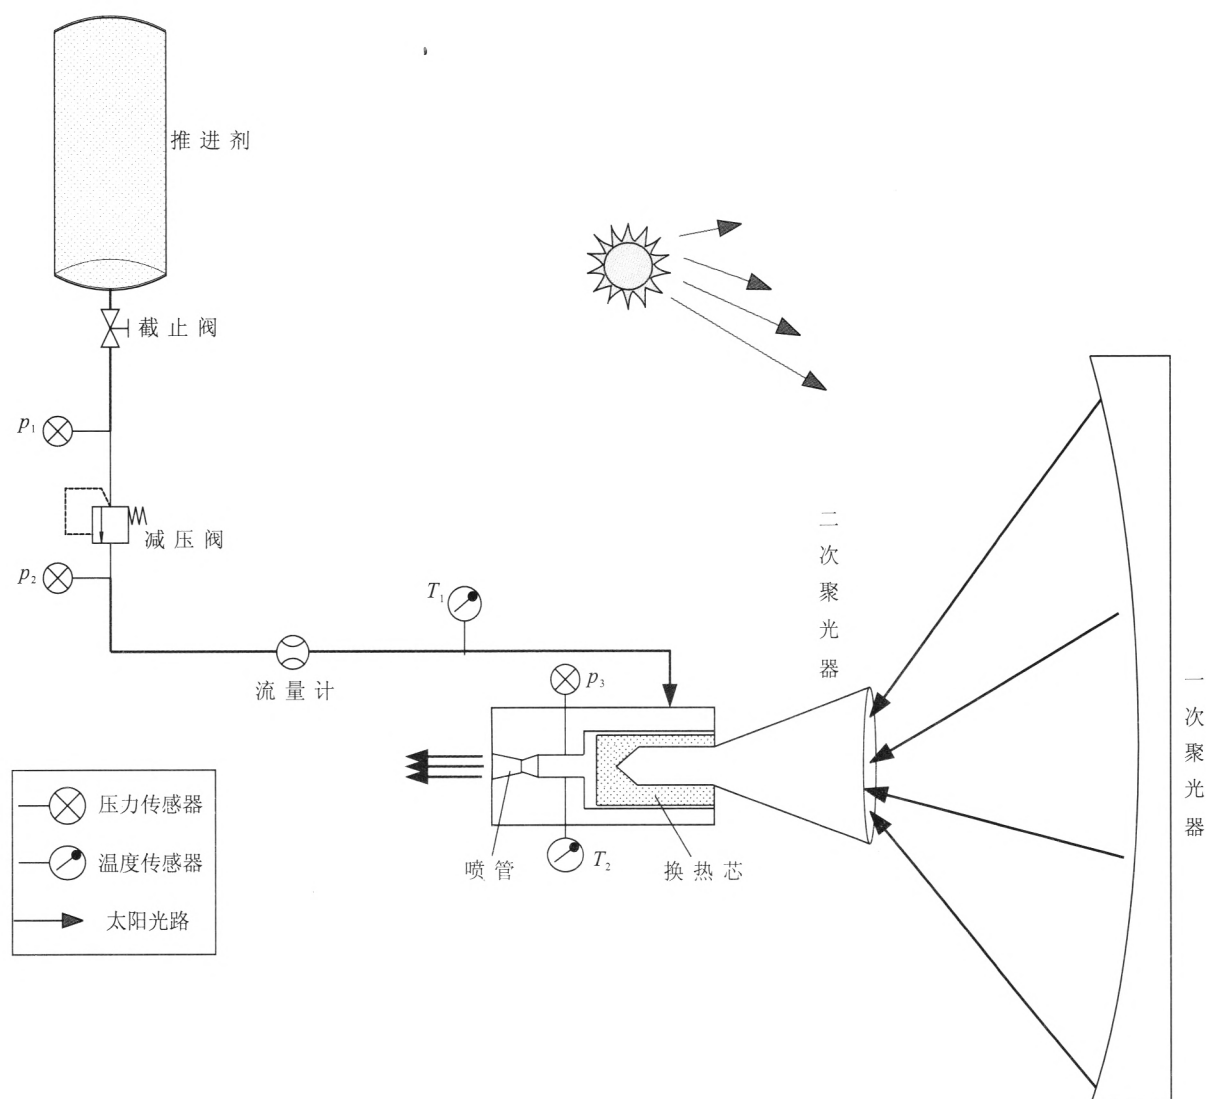 推进剂
截止阀
p1
减压阀
p2
T1
流量计
p3
二次聚光器
一次聚光器
喷管
T2
换热芯
压力传感器
温度传感器
太阳光路